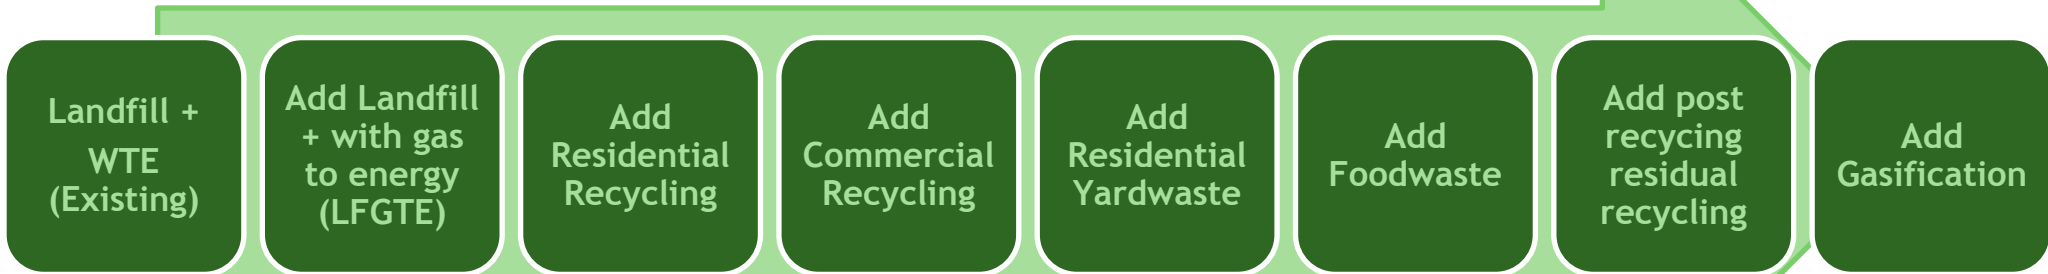 Landfill +
WTE
(Existing)
Add Landfill
+ with gas
to energy
(LFGTE)
Add
Residential
Recycling
Add
Commercial
Recycling
Add
Residential
Yardwaste
Add
Foodwaste
Add post
recycing
residual
recycling
Add
Gasification